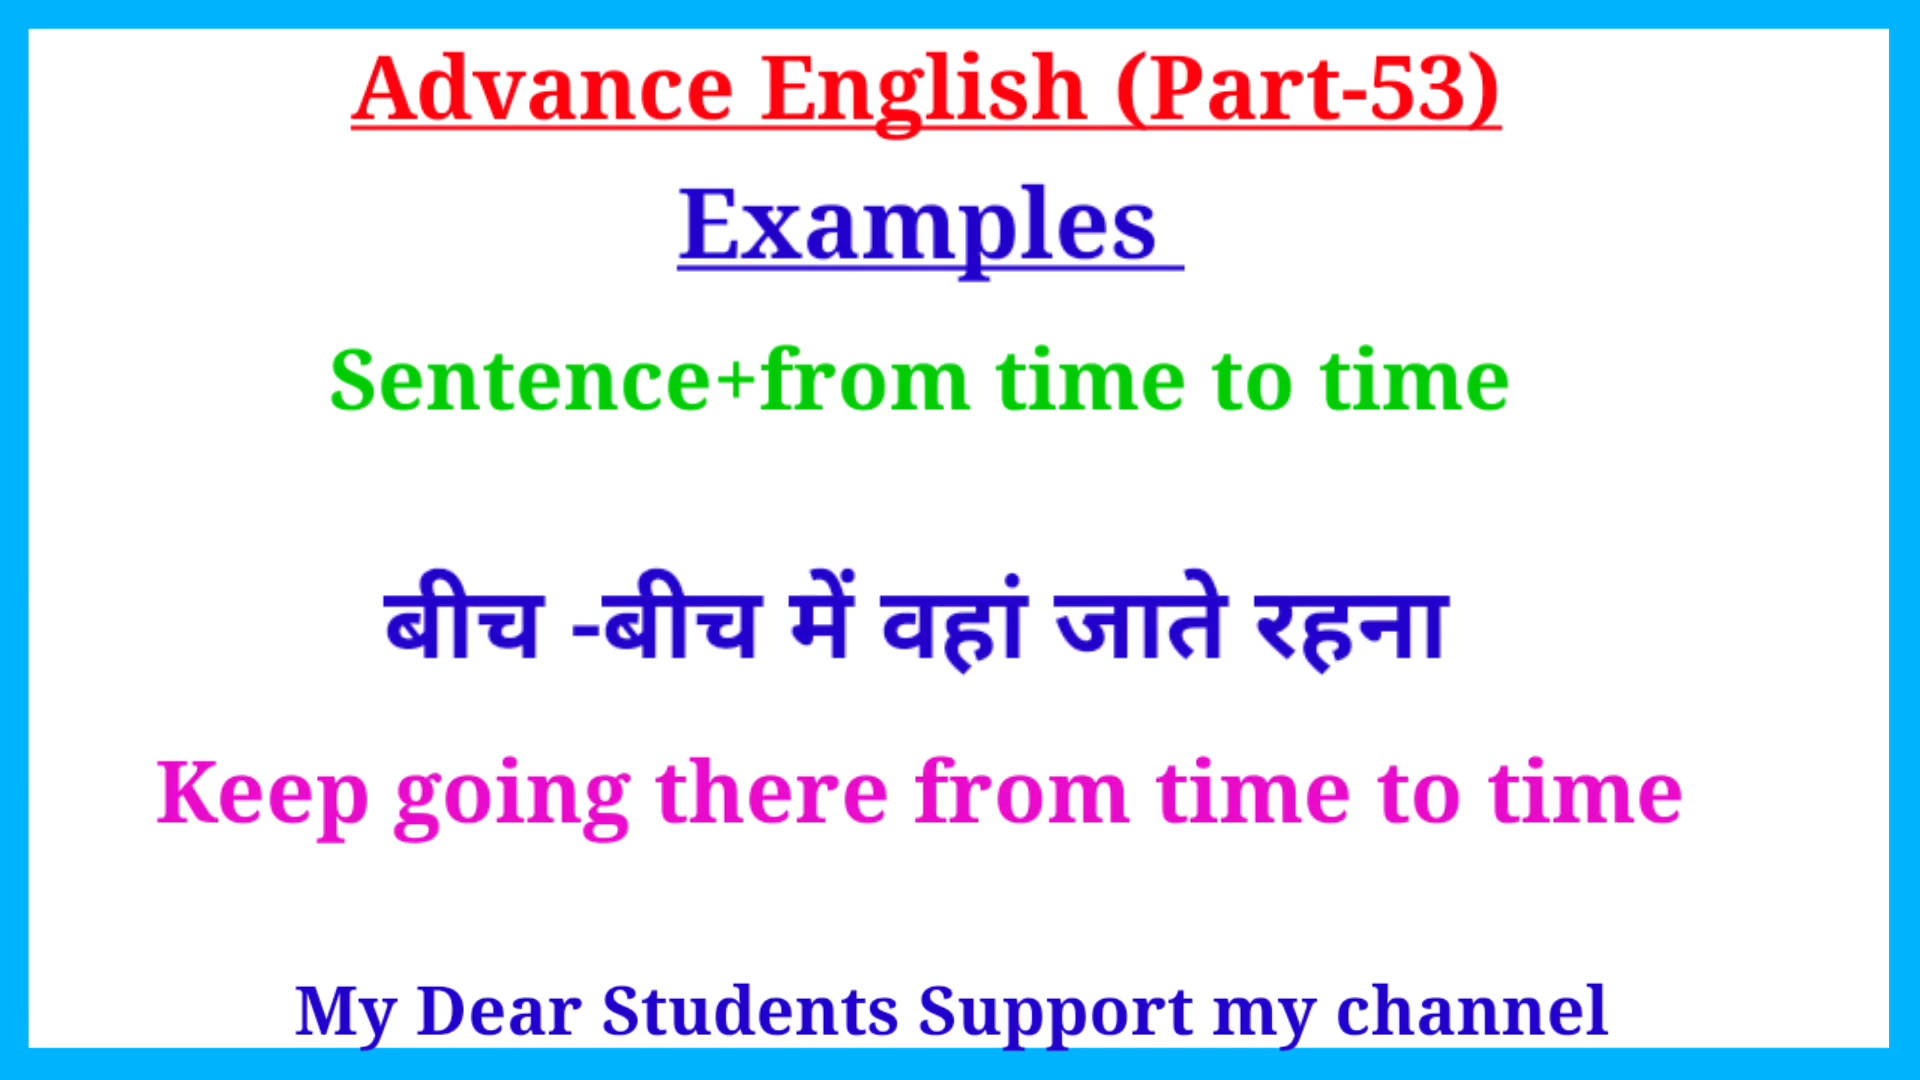 Advance English (Part-53)
Examples
Sentence+from time to time
बीच -बीच में वहां जाते रहना
Keep going there from time to time
My Dear Students Support my channel